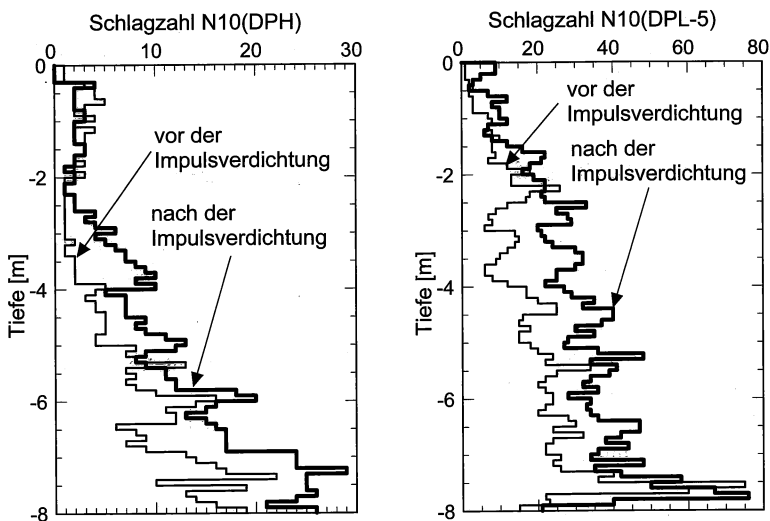 Schlagzahl N10(DPH)
0
10
20
30
0
-2
-4
-6
-8
Tiefe [m]
vor der
Impulsverdichtung
nach der
Impulsverdichtung
Schlagzahl N10(DPL-5)
0
20
40
60
80
0
-2
-4
-6
-8
Tiefe [m]
vor der
Impulsverdichtung
nach der
Impulsverdichtung